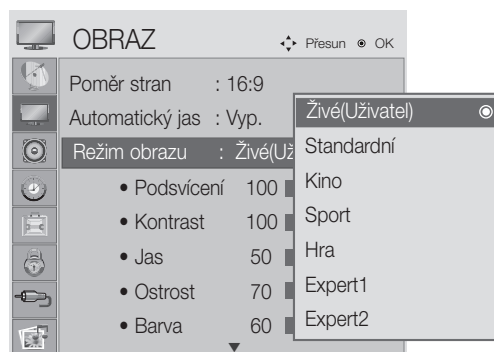 OBRAZ
Přesun OK
Poměr stran : 16:9
Automatický jas : Vyp.
Režim obrazu : Živé(Už
• Podsvícení 100
• Kontrast 100
• Jas 50
• Ostrost 70
• Barva 60
Živé(Uživatel)
Standardní
Kino
Sport
Hra
Expert1
Expert2